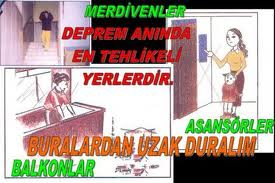 MERDİVENLER
DEPREM ANINDA
EN TEHLİKELİ
YERLERDİR.
ASANSÖRLER
BURALARDAN UZAK DURALIM
BALKONLAR